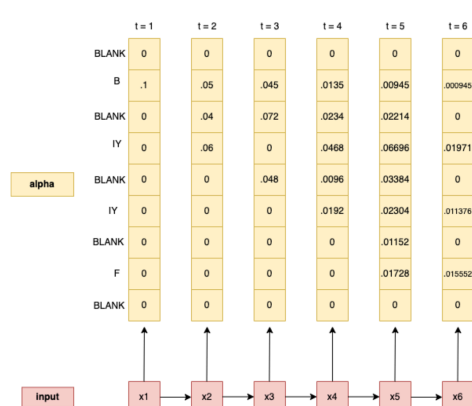 t = 1 t = 2 t = 3 t = 4 t = 5 t = 6
BLANK 0 0 0 0 0 0
B .1 .05 .045 .0135 .00945 .000945
BLANK 0 .04 .072 .0234 .02214 0
IY 0 .06 0 .0468 .06696 .01971
alpha BLANK 0 0 .048 .0096 .03384 0
IY 0 0 0 .0192 .02304 .011376
BLANK 0 0 0 0 .01152 0
F 0 0 0 0 .01728 .015552
BLANK 0 0 0 0 0 0
input x1 x2 x3 x4 x5 x6